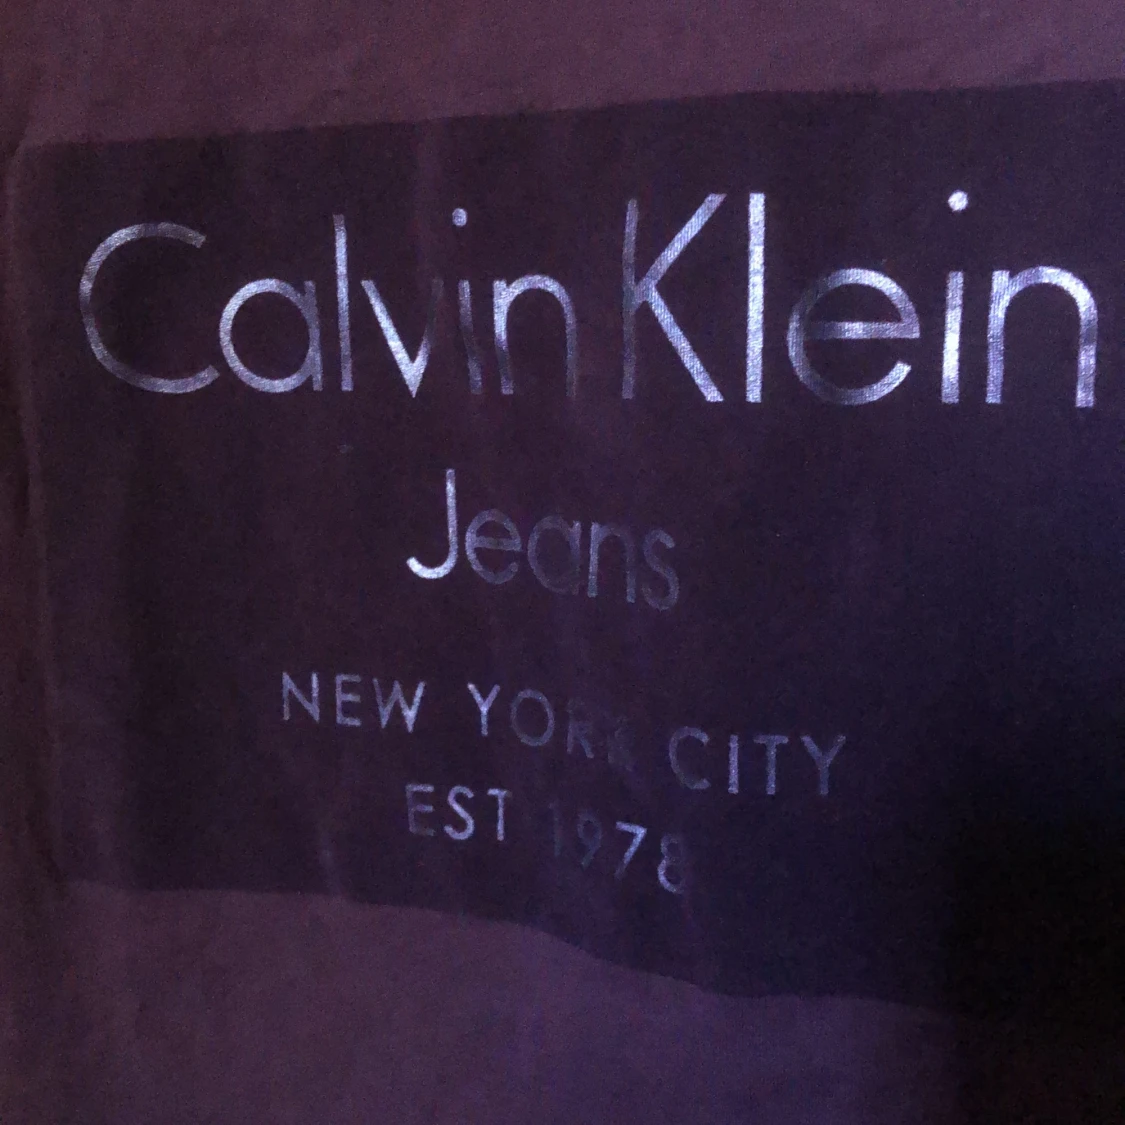 Calvin Klein
Jeans
NEW YORK CITY
EST 1978